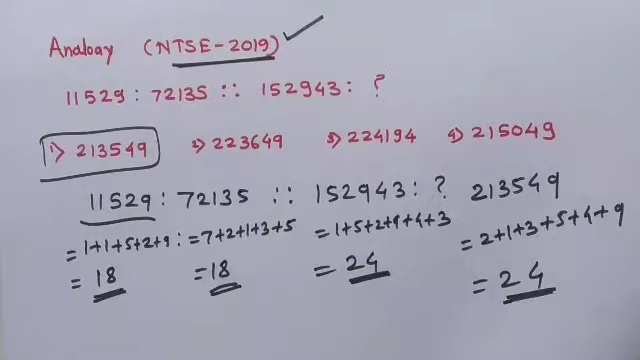 Analoay (NTSE-2019)
11529 : 72135 :: 152943 : ?
1) 213549 2) 223649 3) 224194 4) 215049
11529 : 72135 :: 152943 : ? 213549
= 1+1+5+2+9 : = 7+2+1+3+5 = 1+5+2+9+4+3 = 2+1+3+5+4+9
= 18 = 18 = 24 = 24